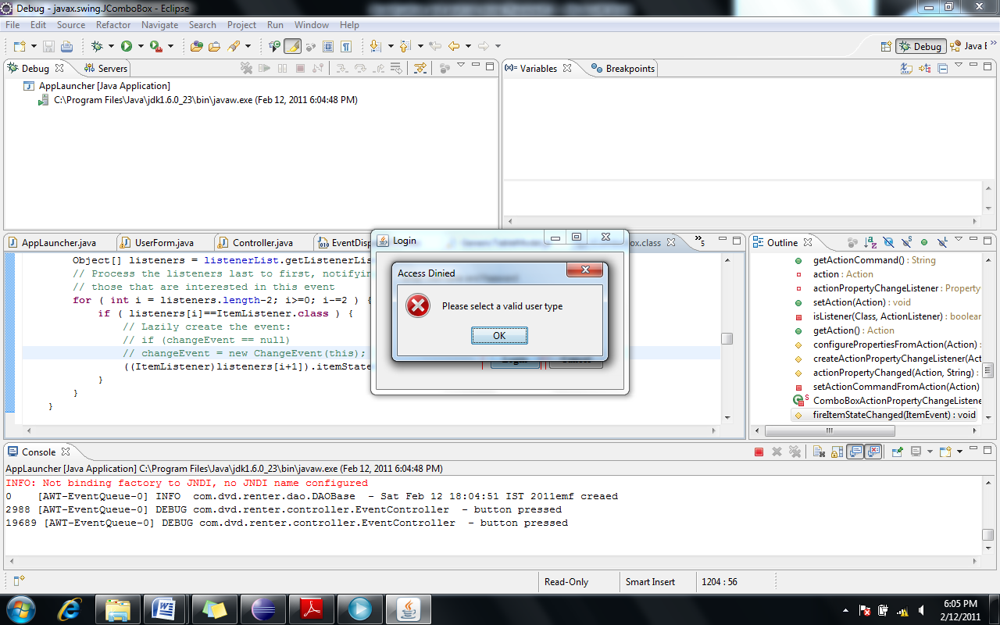 Debug - javax.swing.JComboBox - Eclipse
File Edit Source Refactor Navigate Search Project Run Window Help
Debug Java E
Debug Servers
AppLauncher [Java Application]
C:\Program Files\Java\jdk1.6.0_23\bin\javaw.exe (Feb 12, 2011 6:04:48 PM)
(x)= Variables Breakpoints
AppLauncher.java UserForm.java Controller.java EventDisp box.class »5
Object[] listeners = listenerList.getListenerLis
// Process the listeners last to first, notifyin
// those that are interested in this event
for ( int i = listeners.length-2; i>=0; i-=2 ) {
if ( listeners[i]==ItemListener.class ) {
// Lazily create the event:
// if (changeEvent == null)
// changeEvent = new ChangeEvent(this);
((ItemListener)listeners[i+1]).itemState
}
}
}
Login
Access Dinied
Please select a valid user type
OK
Login Cancel
Outline
getActionCommand() : String
action : Action
actionPropertyChangeListener : Property
setAction(Action) : void
isListener(Class, ActionListener) : boolean
getAction() : Action
configurePropertiesFromAction(Action) :
createActionPropertyChangeListener(Act
actionPropertyChanged(Action, String) :
setActionCommandFromAction(Action)
ComboBoxActionPropertyChangeListene
fireItemStateChanged(ItemEvent) : void
Console
AppLauncher [Java Application] C:\Program Files\Java\jdk1.6.0_23\bin\javaw.exe (Feb 12, 2011 6:04:48 PM)
INFO: Not binding factory to JNDI, no JNDI name configured
0 [AWT-EventQueue-0] INFO com.dvd.renter.dao.DAOBase - Sat Feb 12 18:04:51 IST 2011emf creaed
2988 [AWT-EventQueue-0] DEBUG com.dvd.renter.controller.EventController - button pressed
19689 [AWT-EventQueue-0] DEBUG com.dvd.renter.controller.EventController - button pressed
Read-Only Smart Insert 1204 : 56
6:05 PM
2/12/2011